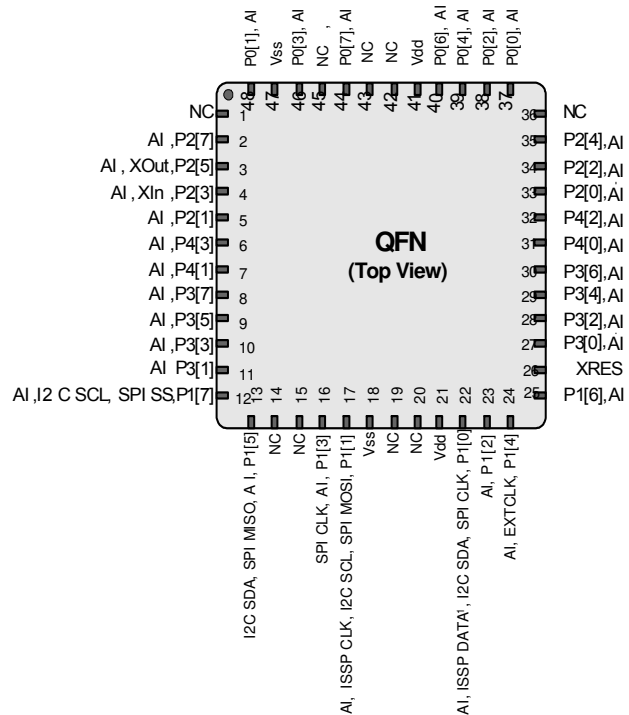 P0[1], AI
Vss
P0[3], AI
NC ,
P0[7], AI
NC
NC
Vdd
P0[6], AI
P0[4], AI
P0[2], AI
P0[0], AI
48
47
46
45
44
43
42
41
40
39
38
37
NC 1
AI ,P2[7] 2
AI , XOut,P2[5] 3
AI , XIn ,P2[3] 4
AI ,P2[1] 5
AI ,P4[3] 6
AI ,P4[1] 7
AI ,P3[7] 8
AI ,P3[5] 9
AI ,P3[3] 10
AI P3[1] 11
AI ,I2 C SCL, SPI SS,P1[7] 12
QFN
(Top View)
36 NC
35 P2[4],AI
34 P2[2],AI
33 P2[0],AI
32 P4[2],AI
31 P4[0],AI
30 P3[6],AI
29 P3[4],AI
28 P3[2],AI
27 P3[0],AI
26 XRES
25 P1[6],AI
13
14
15
16
17
18
19
20
21
22
23
24
I2C SDA, SPI MISO, A I, P1[5]
NC
NC
SPI CLK, AI, P1[3]
AI, ISSP CLK, I2C SCL, SPI MOSI, P1[1]
Vss
NC
NC
Vdd
AI, ISSP DATA¹, I2C SDA, SPI CLK, P1[0]
AI, P1[2]
AI, EXTCLK, P1[4]